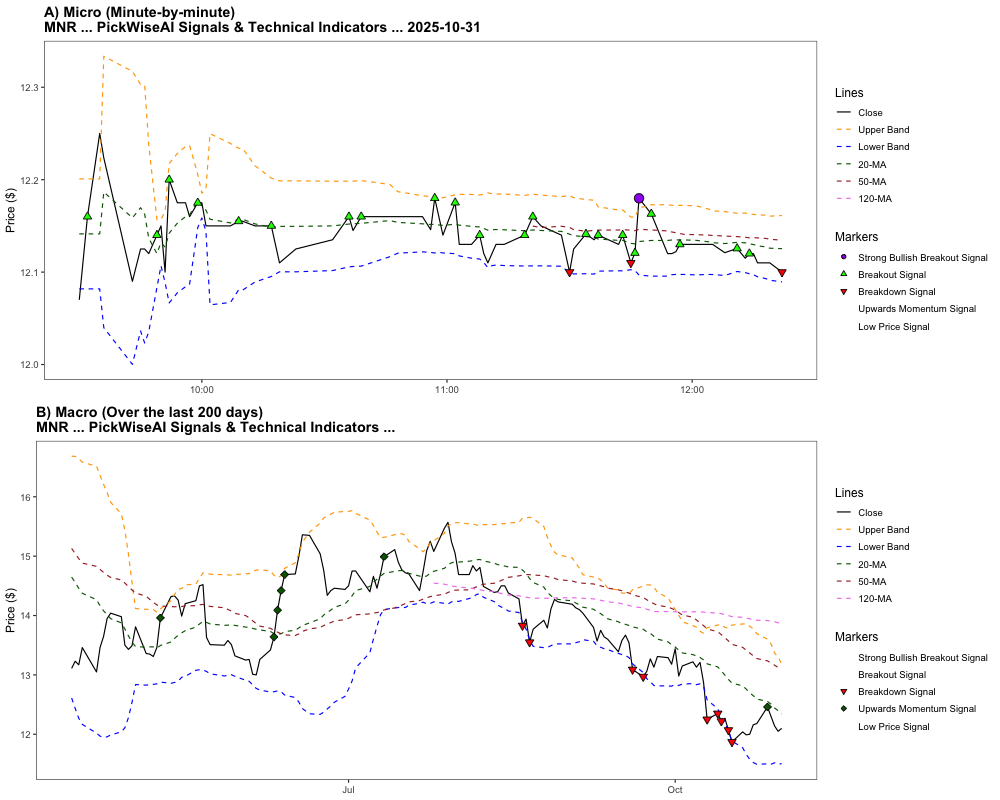 A) Micro (Minute-by-minute)
MNR ... PickWiseAI Signals & Technical Indicators ... 2025-10-31
Price ($)
12.3
12.2
12.1
12.0
10:00
11:00
12:00
Lines
Close
Upper Band
Lower Band
20-MA
50-MA
120-MA
Markers
Strong Bullish Breakout Signal
Breakout Signal
Breakdown Signal
Upwards Momentum Signal
Low Price Signal
B) Macro (Over the last 200 days)
MNR ... PickWiseAI Signals & Technical Indicators ...
Price ($)
16
15
14
13
12
Jul
Oct
Lines
Close
Upper Band
Lower Band
20-MA
50-MA
120-MA
Markers
Strong Bullish Breakout Signal
Breakout Signal
Breakdown Signal
Upwards Momentum Signal
Low Price Signal